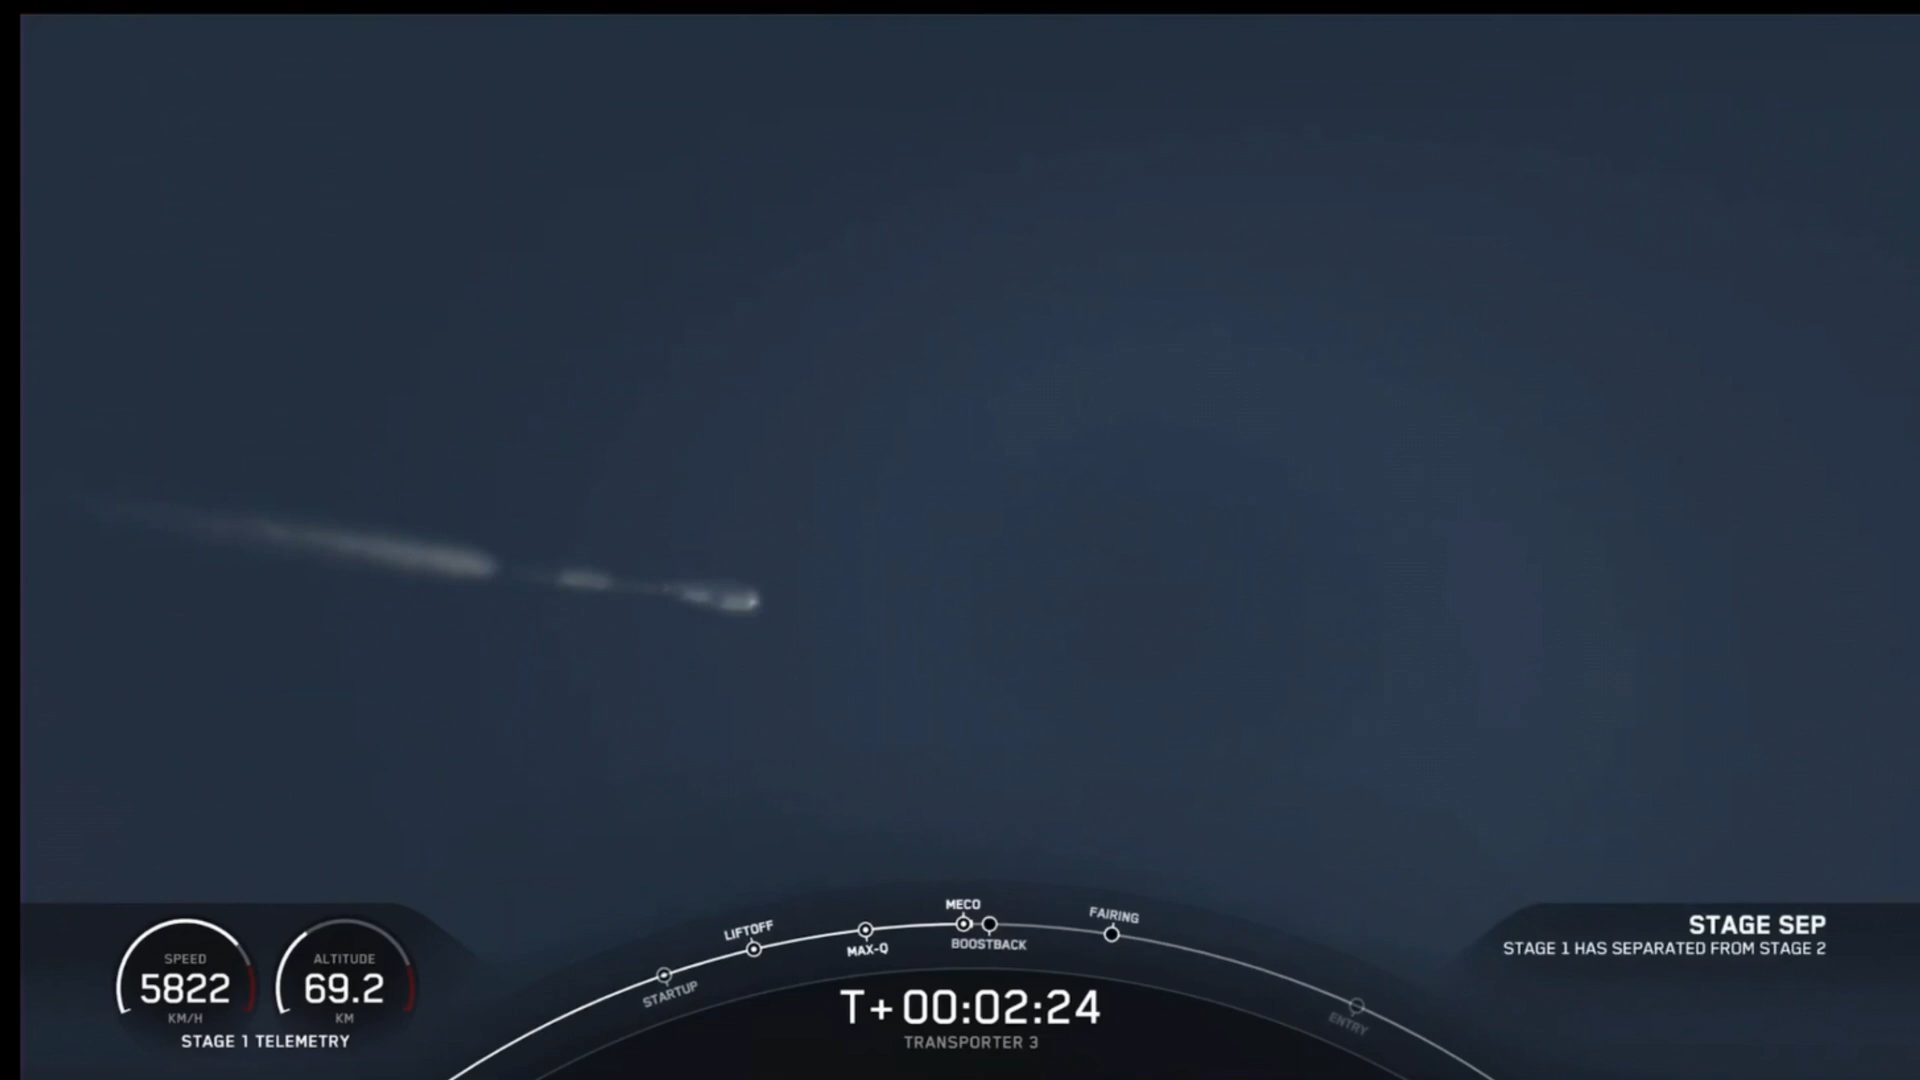 SPEED
5822
KM/H
ALTITUDE
69.2
KM
STAGE 1 TELEMETRY
STARTUP
LIFTOFF
MAX-Q
MECO
BOOSTBACK
FAIRING
ENTRY
T+00:02:24
TRANSPORTER 3
STAGE SEP
STAGE 1 HAS SEPARATED FROM STAGE 2